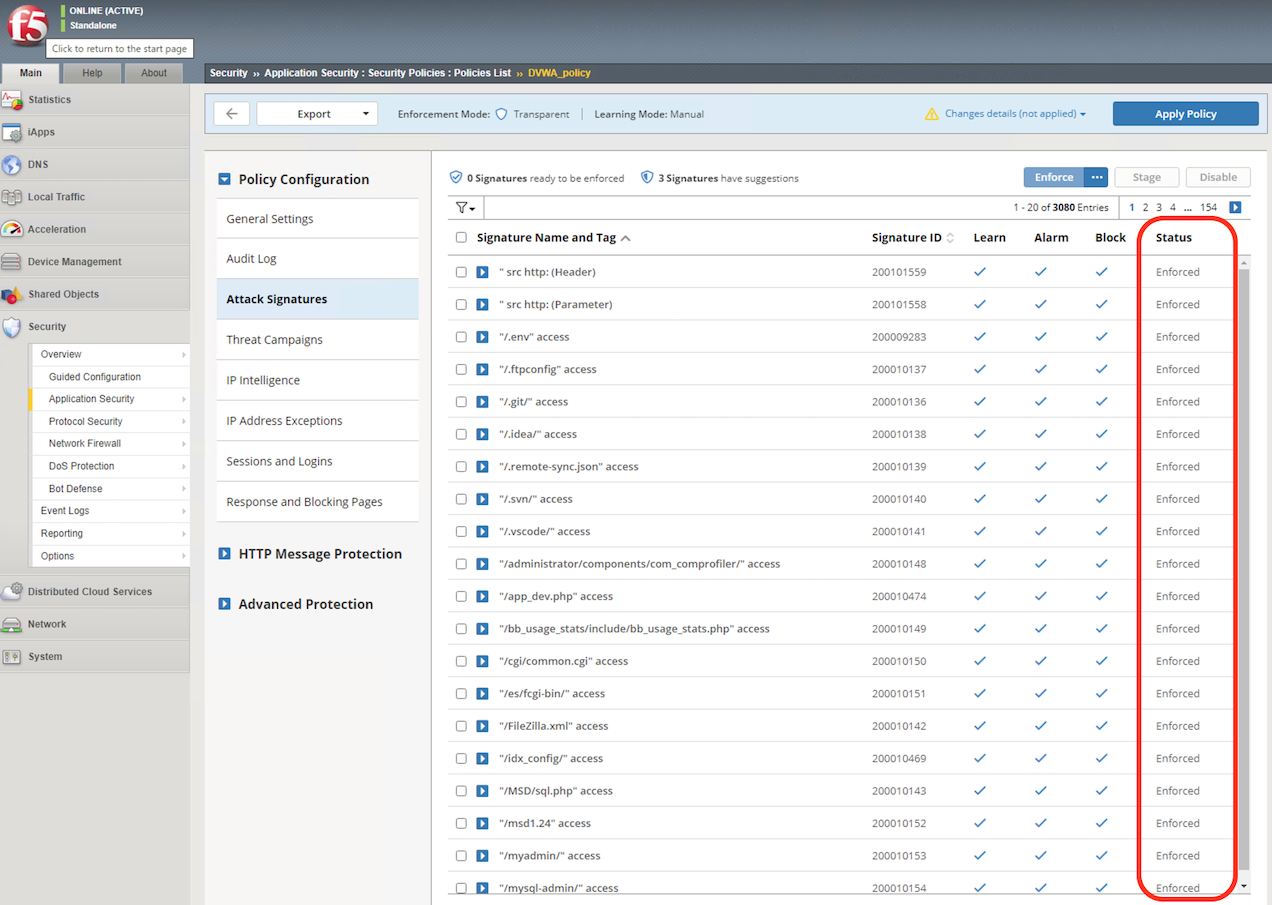 f5
ONLINE (ACTIVE)
Standalone
Click to return to the start page
Main Help About
Security ›› Application Security : Security Policies : Policies List ›› DVWA_policy
Statistics
iApps
DNS
Local Traffic
Acceleration
Device Management
Shared Objects
Security
Overview
Guided Configuration
Application Security
Protocol Security
Network Firewall
DoS Protection
Bot Defense
Event Logs
Reporting
Options
Distributed Cloud Services
Network
System
Export Enforcement Mode: Transparent Learning Mode: Manual Changes details (not applied) Apply Policy
Policy Configuration
General Settings
Audit Log
Attack Signatures
Threat Campaigns
IP Intelligence
IP Address Exceptions
Sessions and Logins
Response and Blocking Pages
HTTP Message Protection
Advanced Protection
0 Signatures ready to be enforced 3 Signatures have suggestions Enforce ... Stage Disable
1 - 20 of 3080 Entries 1 2 3 4 ... 154
Signature Name and Tag Signature ID Learn Alarm Block Status
" src http: (Header) 200101559 Enforced
" src http: (Parameter) 200101558 Enforced
"/.env" access 200009283 Enforced
"/.ftpconfig" access 200010137 Enforced
"/.git/" access 200010136 Enforced
"/.idea/" access 200010138 Enforced
"/.remote-sync.json" access 200010139 Enforced
"/.svn/" access 200010140 Enforced
"/.vscode/" access 200010141 Enforced
"/administrator/components/com_comprofiler/" access 200010148 Enforced
"/app_dev.php" access 200010474 Enforced
"/bb_usage_stats/include/bb_usage_stats.php" access 200010149 Enforced
"/cgi/common.cgi" access 200010150 Enforced
"/es/fcgi-bin/" access 200010151 Enforced
"/FileZilla.xml" access 200010142 Enforced
"/idx_config/" access 200010469 Enforced
"/MSD/sql.php" access 200010143 Enforced
"/msd1.24" access 200010152 Enforced
"/myadmin/" access 200010153 Enforced
"/mysql-admin/" access 200010154 Enforced